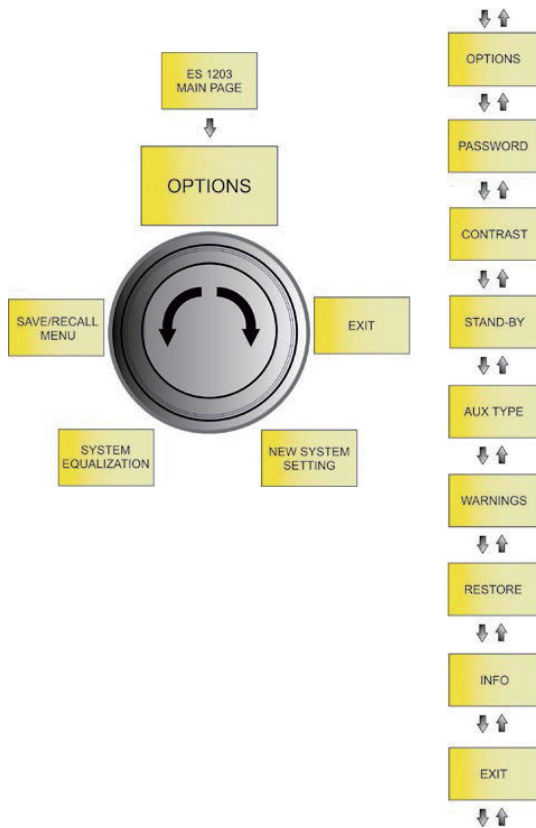 ES 1203
MAIN PAGE
OPTIONS
SAVE/RECALL
MENU
EXIT
SYSTEM
EQUALIZATION
NEW SYSTEM
SETTING
OPTIONS
PASSWORD
CONTRAST
STAND-BY
AUX TYPE
WARNINGS
RESTORE
INFO
EXIT